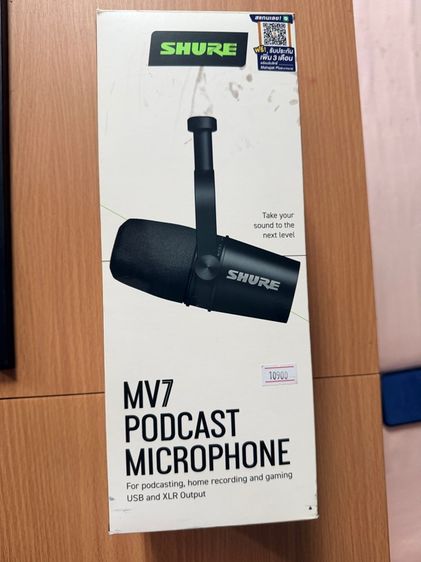 SHURE
สแกนเลย!
ฟรี! รับประกัน
เพิ่ม 3 เดือน
Take your
sound to the
next level
SHURE
10900
MV7
PODCAST
MICROPHONE
For podcasting, home recording and gaming
USB and XLR Output